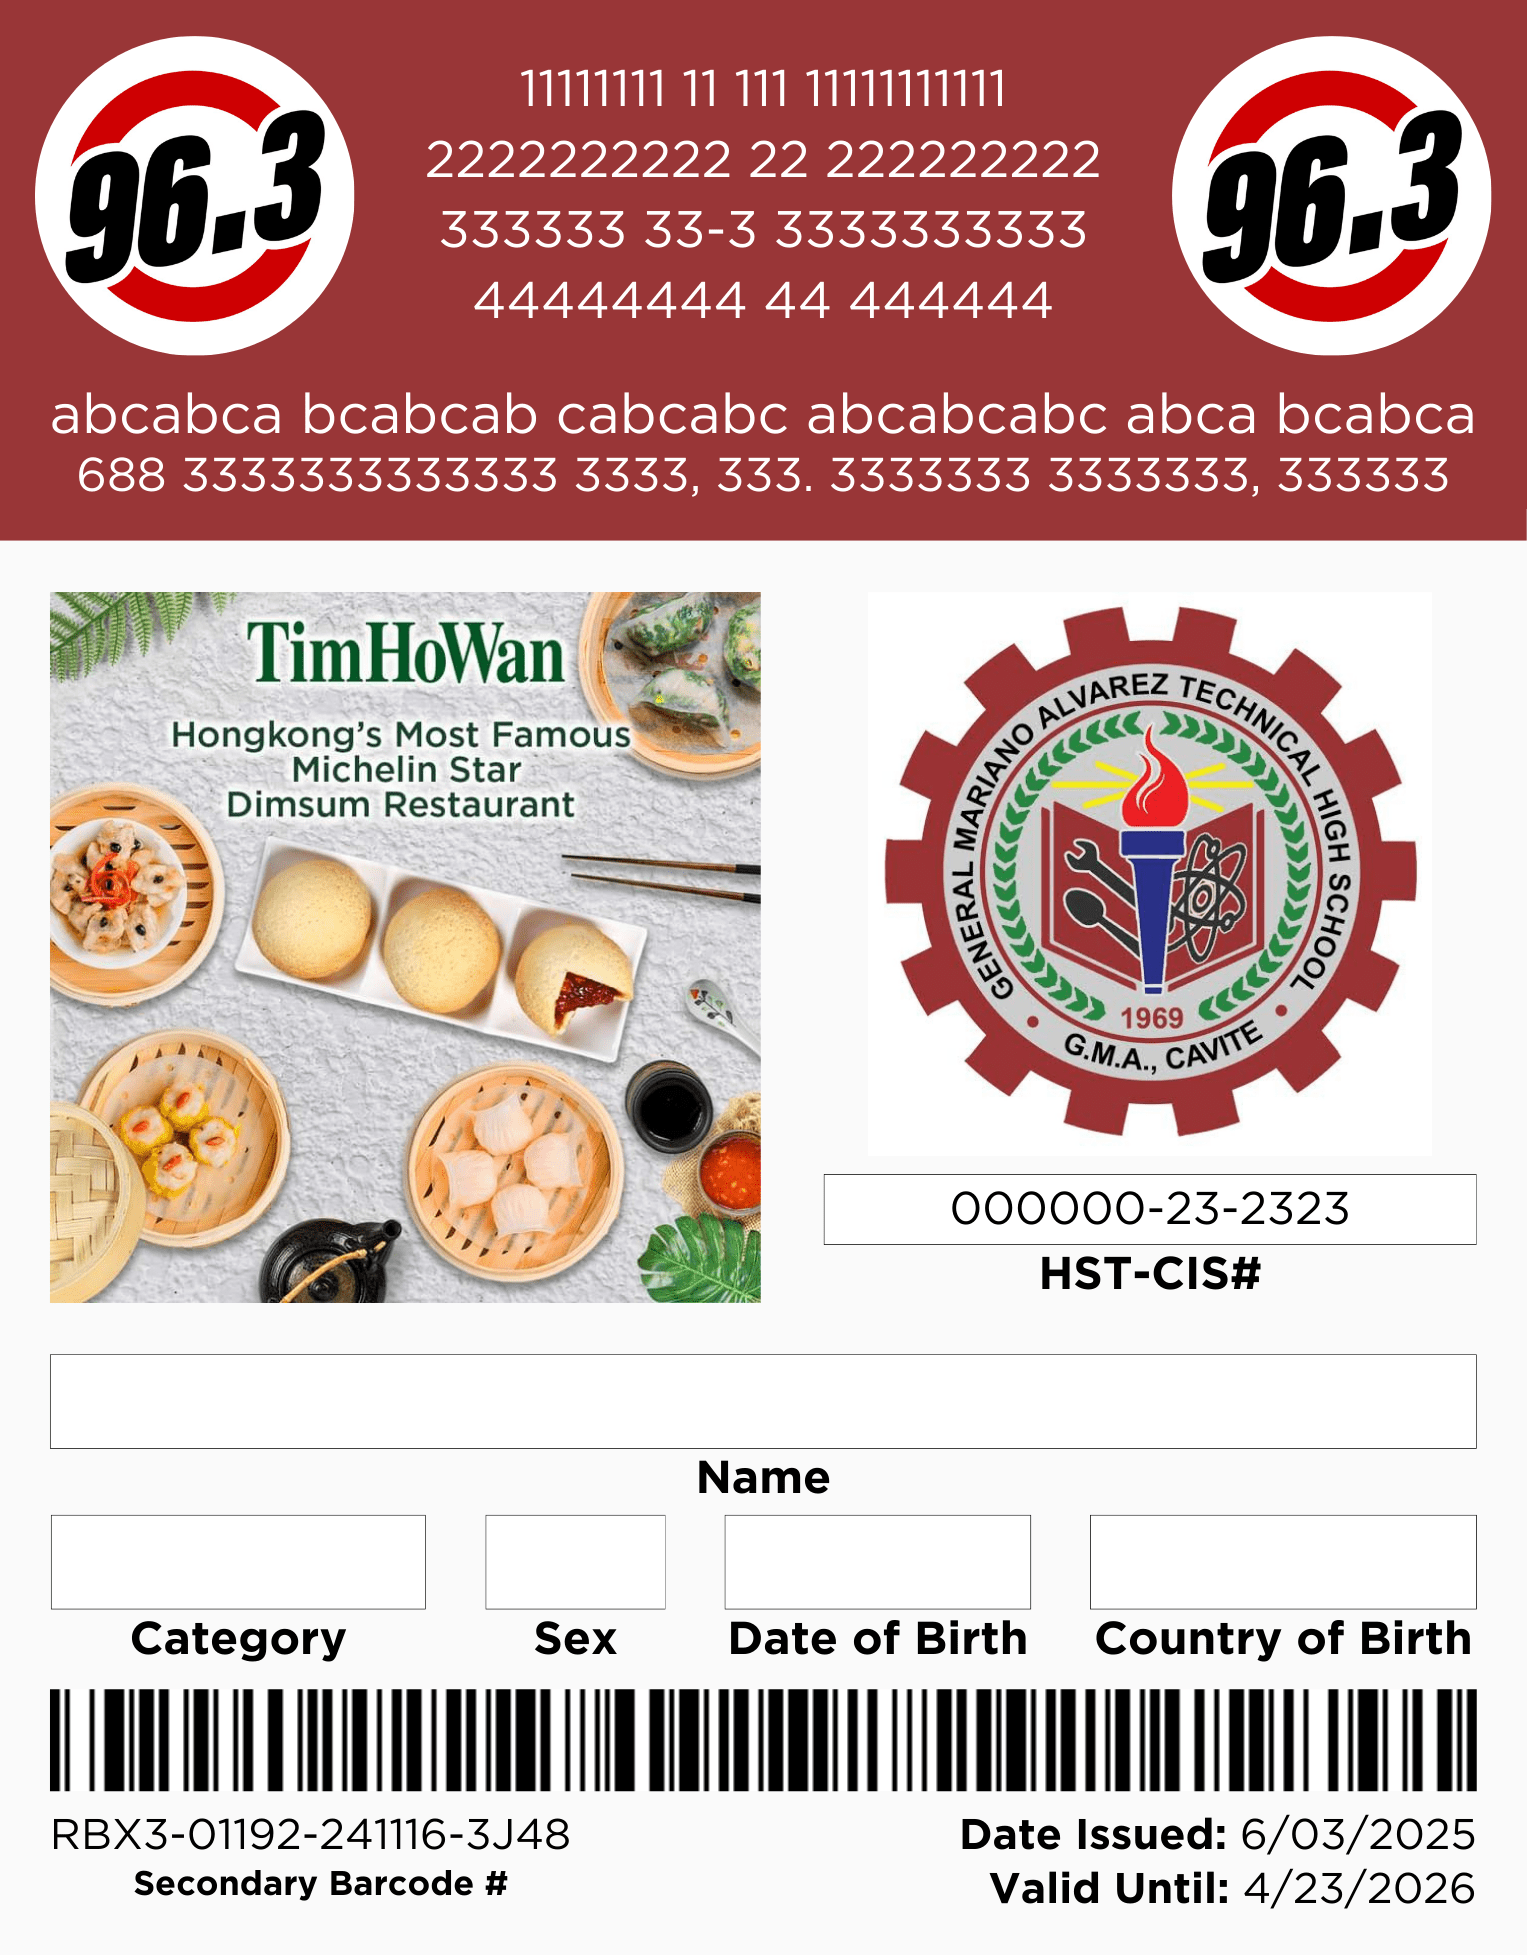 96.3
11111111 11 111 11111111111
2222222222 22 222222222
333333 33-3 3333333333
44444444 44 444444
96.3
abcabca bcabcab cabcabc abcabcabc abca bcabca
688 3333333333333 3333, 333. 3333333 3333333, 333333
TimHoWan
Hongkong's Most Famous
Michelin Star
Dimsum Restaurant
GENERAL MARIANO ALVAREZ TECHNICAL HIGH SCHOOL
1969
G.M.A., CAVITE
000000-23-2323
HST-CIS#
Name
Category Sex Date of Birth Country of Birth
RBX3-01192-241116-3J48
Secondary Barcode #
Date Issued: 6/03/2025
Valid Until: 4/23/2026